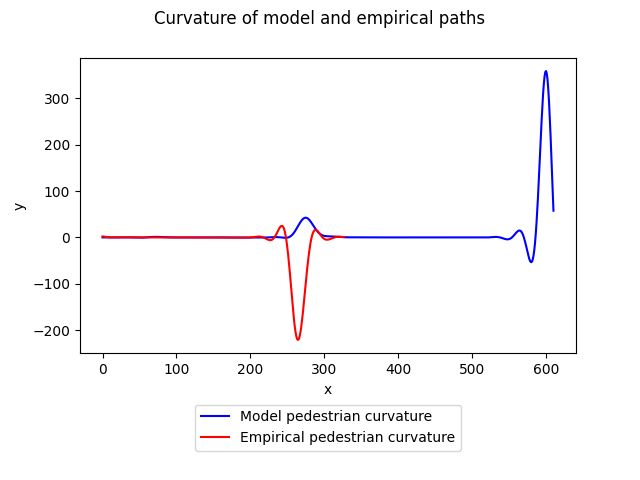 Curvature of model and empirical paths
300
200
100
0
−100
−200
y
0 100 200 300 400 500 600
x
Model pedestrian curvature
Empirical pedestrian curvature